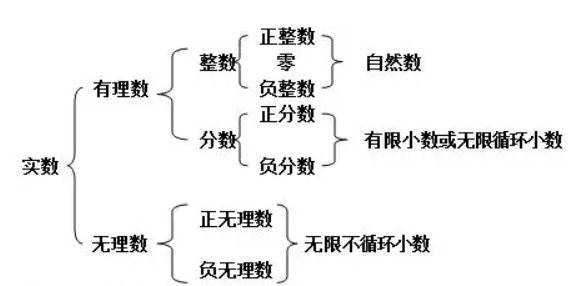 正整数
整数 零 自然数
有理数 负整数
正分数
分数 有限小数或无限循环小数
负分数
实数
正无理数
无理数 无限不循环小数
负无理数